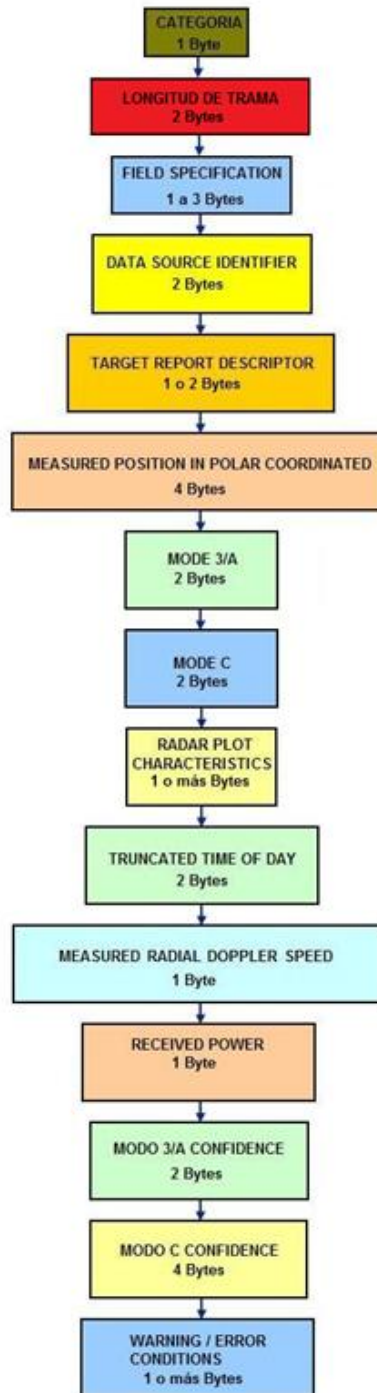 CATEGORIA
1 Byte
LONGITUD DE TRAMA
2 Bytes
FIELD SPECIFICATION
1 a 3 Bytes
DATA SOURCE IDENTIFIER
2 Bytes
TARGET REPORT DESCRIPTOR
1 o 2 Bytes
MEASURED POSITION IN POLAR COORDINATED
4 Bytes
MODE 3/A
2 Bytes
MODE C
2 Bytes
RADAR PLOT
CHARACTERISTICS
1 o más Bytes
TRUNCATED TIME OF DAY
2 Bytes
MEASURED RADIAL DOPPLER SPEED
1 Byte
RECEIVED POWER
1 Byte
MODO 3/A CONFIDENCE
2 Bytes
MODO C CONFIDENCE
4 Bytes
WARNING / ERROR
CONDITIONS
1 o más Bytes